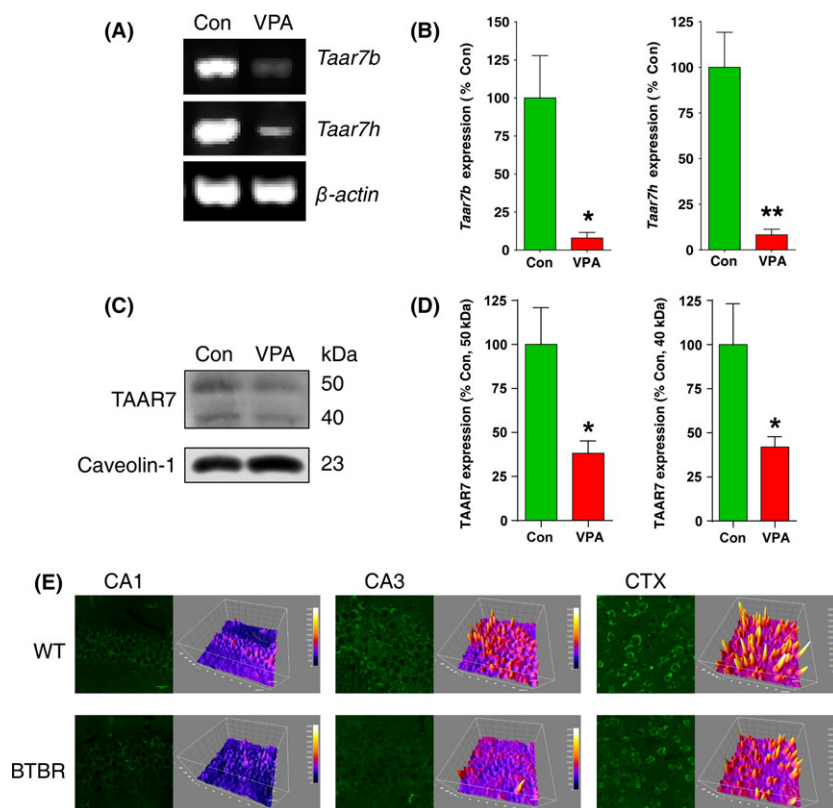 (A)
Con VPA
Taar7b
Taar7h
β-actin
(B)
Taar7b expression (% Con)
150
125
100
75
50
25
0
*
Con VPA
Taar7h expression (% Con)
125
100
75
50
25
0
**
Con VPA
(C)
Con VPA kDa
TAAR7
50
40
Caveolin-1 23
(D)
TAAR7 expression (% Con, 50 kDa)
125
100
75
50
25
0
*
Con VPA
TAAR7 expression (% Con, 40 kDa)
125
100
75
50
25
0
*
Con VPA
(E)
CA1 CA3 CTX
WT
BTBR